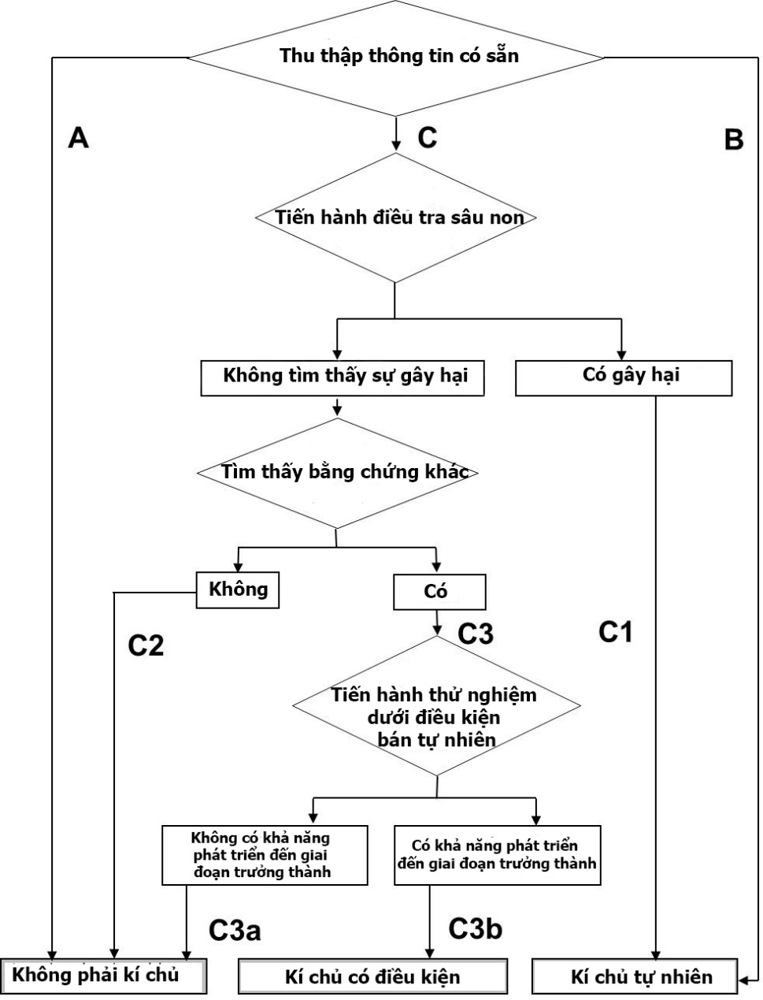 Thu thập thông tin có sẵn
A
C
B
Tiến hành điều tra sâu non
Không tìm thấy sự gây hại
Có gây hại
Tìm thấy bằng chứng khác
Không
Có
C2
C3
C1
Tiến hành thử nghiệm
dưới điều kiện
bán tự nhiên
Không có khả năng
phát triển đến giai
đoạn trưởng thành
Có khả năng phát triển
đến giai đoạn trưởng thành
C3a
C3b
Không phải kí chủ
Kí chủ có điều kiện
Kí chủ tự nhiên